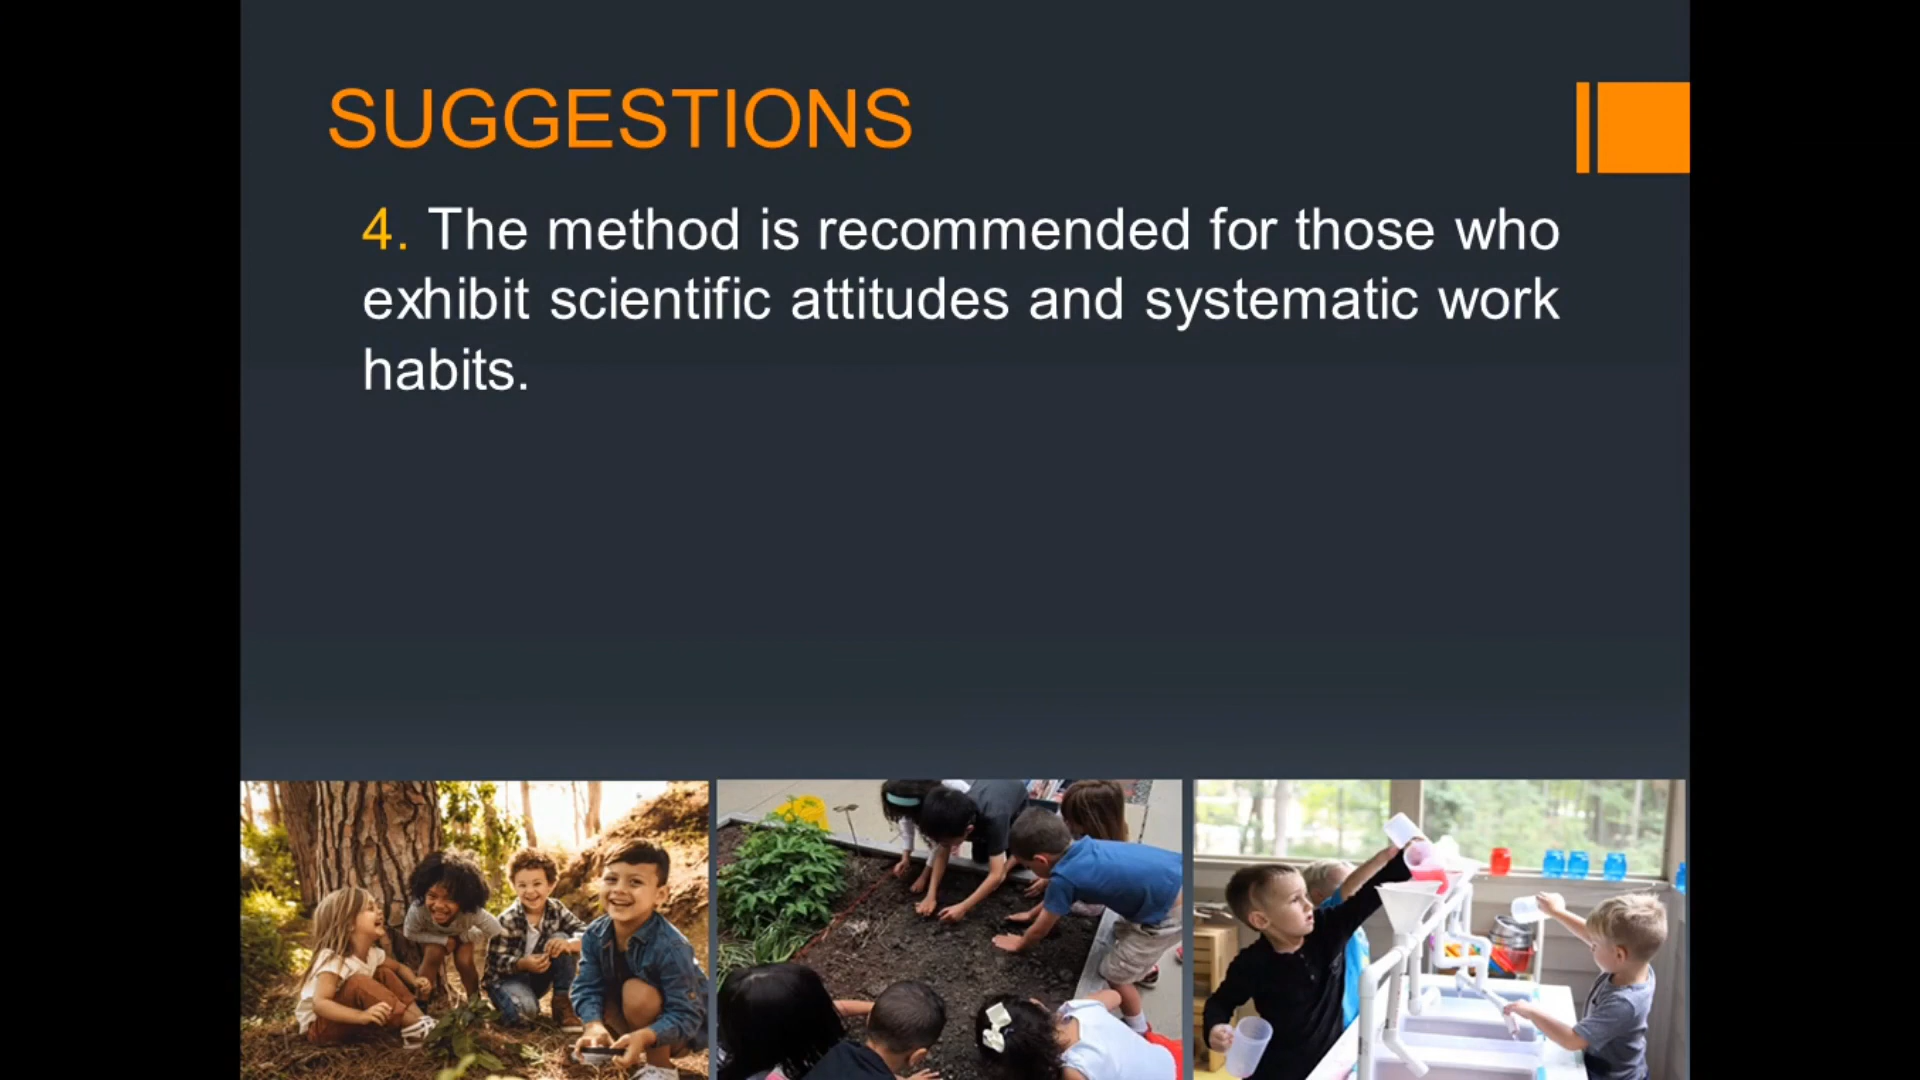 SUGGESTIONS
4. The method is recommended for those who
exhibit scientific attitudes and systematic work
habits.